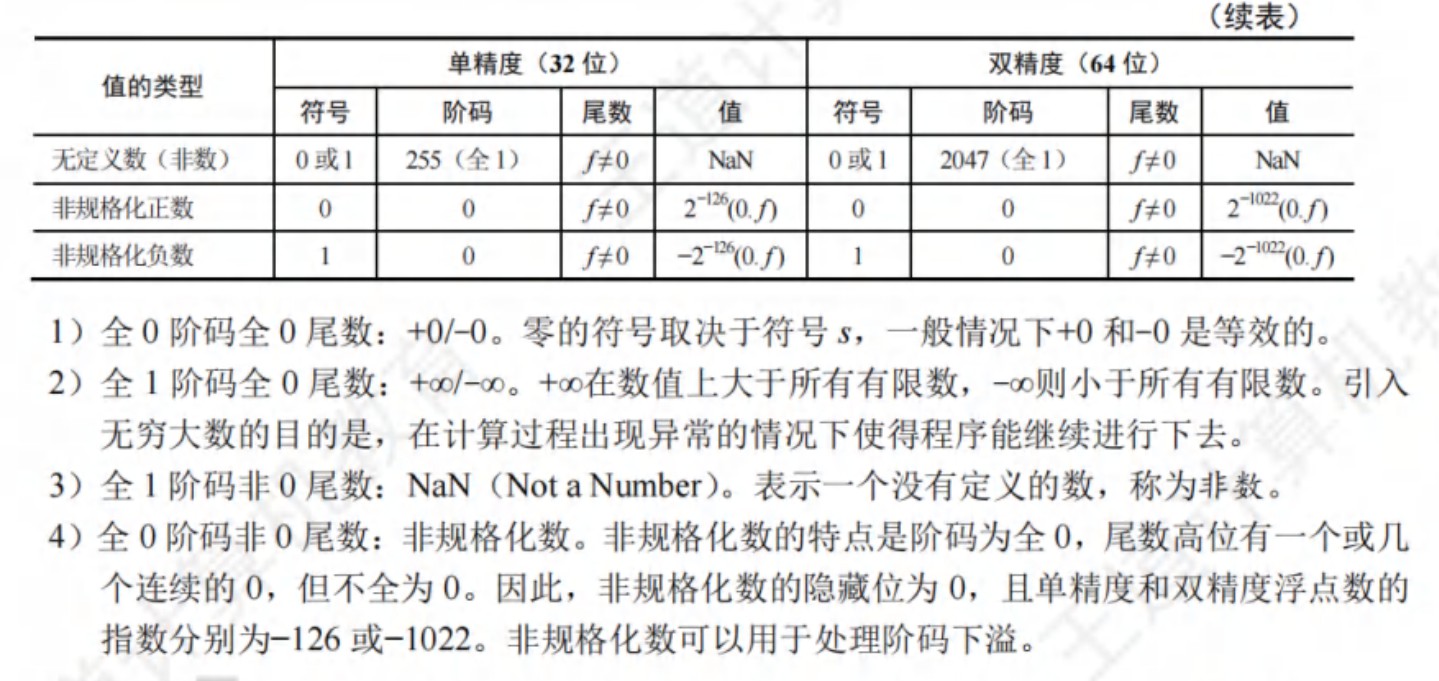 （续表）
值的类型 单精度（32 位） 双精度（64 位）
符号 阶码 尾数 值 符号 阶码 尾数 值
无定义数（非数） 0 或 1 255（全 1） f≠0 NaN 0 或 1 2047（全 1） f≠0 NaN
非规格化正数 0 0 f≠0 2⁻¹²⁶(0.f) 0 0 f≠0 2⁻¹⁰²²(0.f)
非规格化负数 1 0 f≠0 −2⁻¹²⁶(0.f) 1 0 f≠0 −2⁻¹⁰²²(0.f)
1）全 0 阶码全 0 尾数：+0/−0。零的符号取决于符号 s，一般情况下+0 和−0 是等效的。
2）全 1 阶码全 0 尾数：+∞/−∞。+∞在数值上大于所有有限数，−∞则小于所有有限数。引入
无穷大数的目的是，在计算过程出现异常的情况下使得程序能继续进行下去。
3）全 1 阶码非 0 尾数：NaN（Not a Number）。表示一个没有定义的数，称为非数。
4）全 0 阶码非 0 尾数：非规格化数。非规格化数的特点是阶码为全 0，尾数高位有一个或几
个连续的 0，但不全为 0。因此，非规格化数的隐藏位为 0，且单精度和双精度浮点数的
指数分别为−126 或−1022。非规格化数可以用于处理阶码下溢。